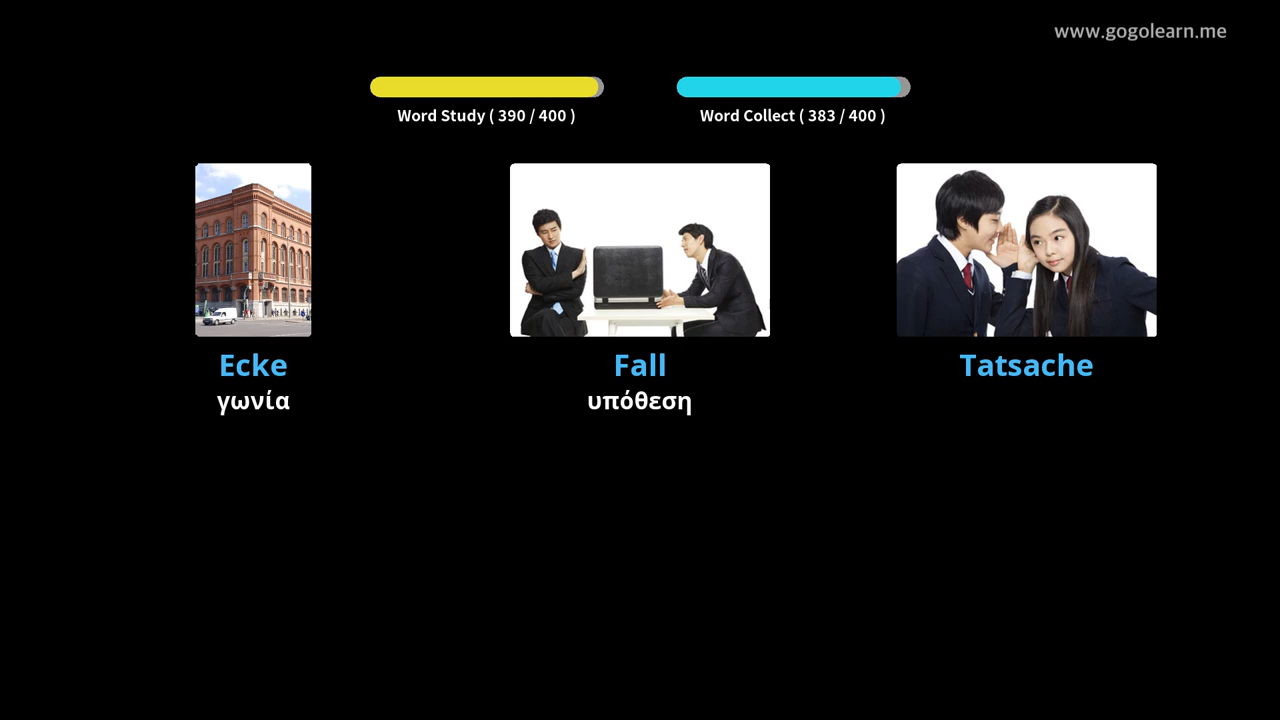 www.gogolearn.me
Word Study ( 390 / 400 )
Word Collect ( 383 / 400 )
Ecke
γωνία
Fall
υπόθεση
Tatsache